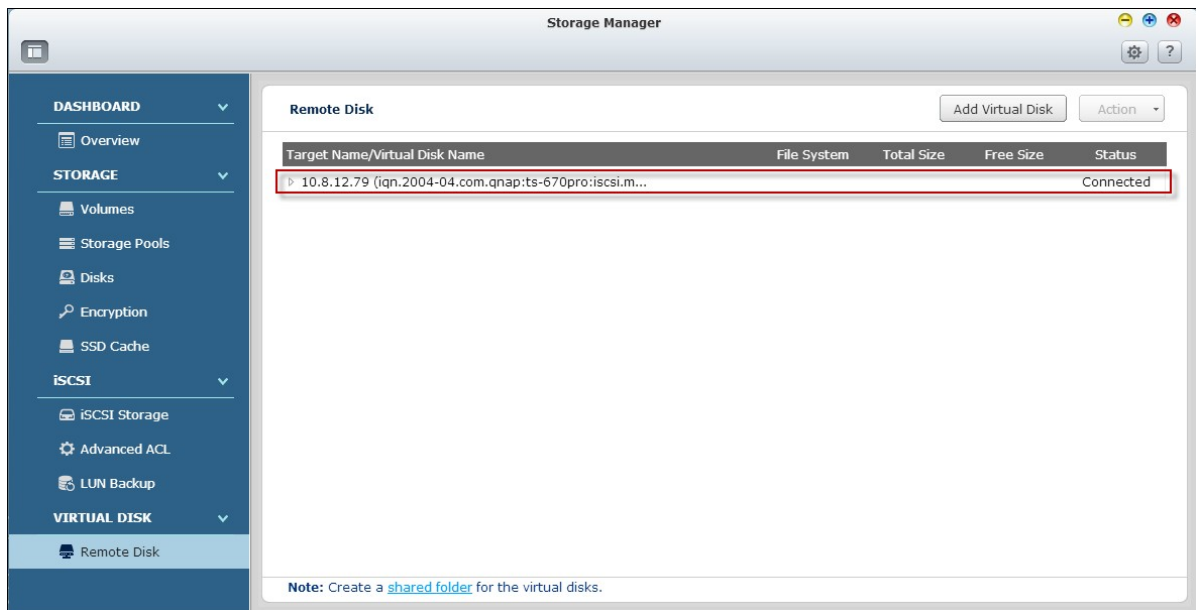 Storage Manager
?
DASHBOARD
Overview
STORAGE
Volumes
Storage Pools
Disks
Encryption
SSD Cache
iSCSI
iSCSI Storage
Advanced ACL
LUN Backup
VIRTUAL DISK
Remote Disk
Remote Disk Add Virtual Disk Action
Target Name/Virtual Disk Name File System Total Size Free Size Status
10.8.12.79 (iqn.2004-04.com.qnap:ts-670pro:iscsi.m... Connected
Note: Create a shared folder for the virtual disks.